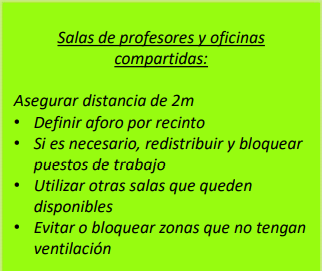 Salas de profesores y oficinas
compartidas:
Asegurar distancia de 2m
• Definir aforo por recinto
• Si es necesario, redistribuir y bloquear
puestos de trabajo
• Utilizar otras salas que queden
disponibles
• Evitar o bloquear zonas que no tengan
ventilación